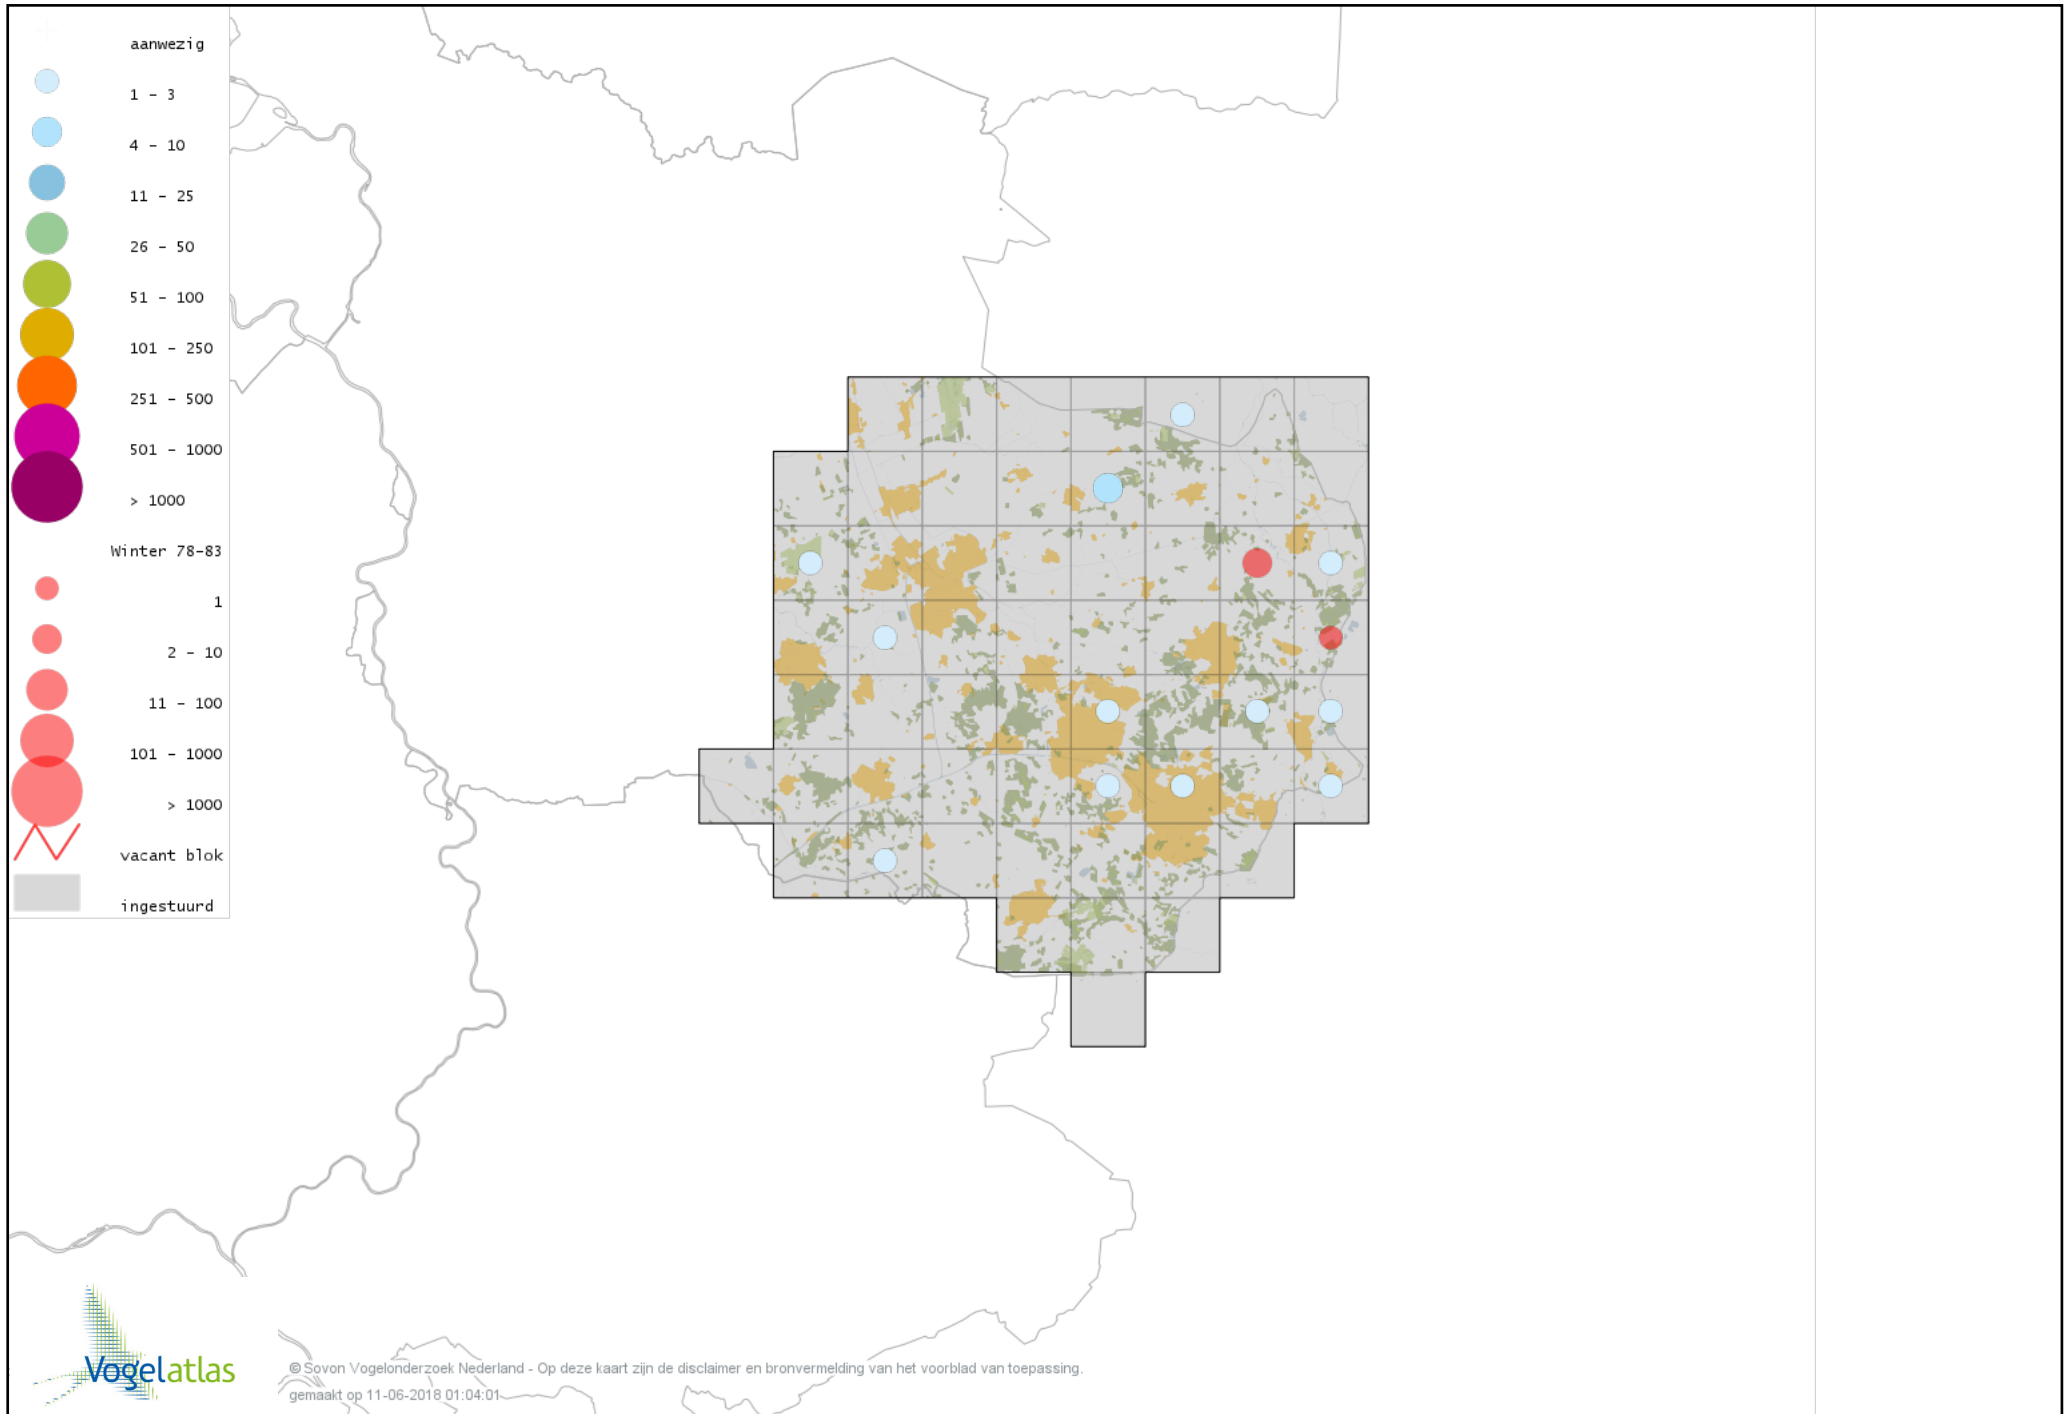 aanwezig
1 - 3
4 - 10
11 - 25
26 - 50
51 - 100
101 - 250
251 - 500
501 - 1000
> 1000
Winter 78-83
1
2 - 10
11 - 100
101 - 1000
> 1000
vacant blok
ingestuurd
Vogelatlas
© Sovon Vogelonderzoek Nederland - Op deze kaart zijn de disclaimer en bronvermelding van het voorblad van toepassing.
gemaakt op 11-06-2018 01:04:01